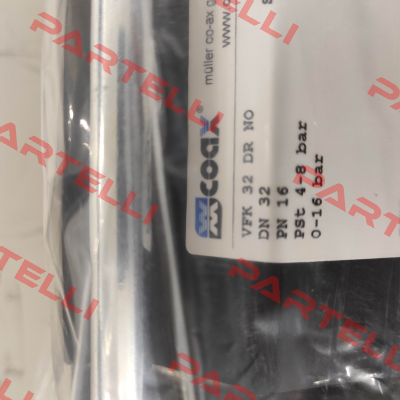 PARTELLI
PARTELLI
PARTELLI
PARTELLI
PARTELLI
müller co-ax
www.
coax®
VFK 32 DR NO
DN 32
PN 16
PSt 4-8 bar
0-16 bar